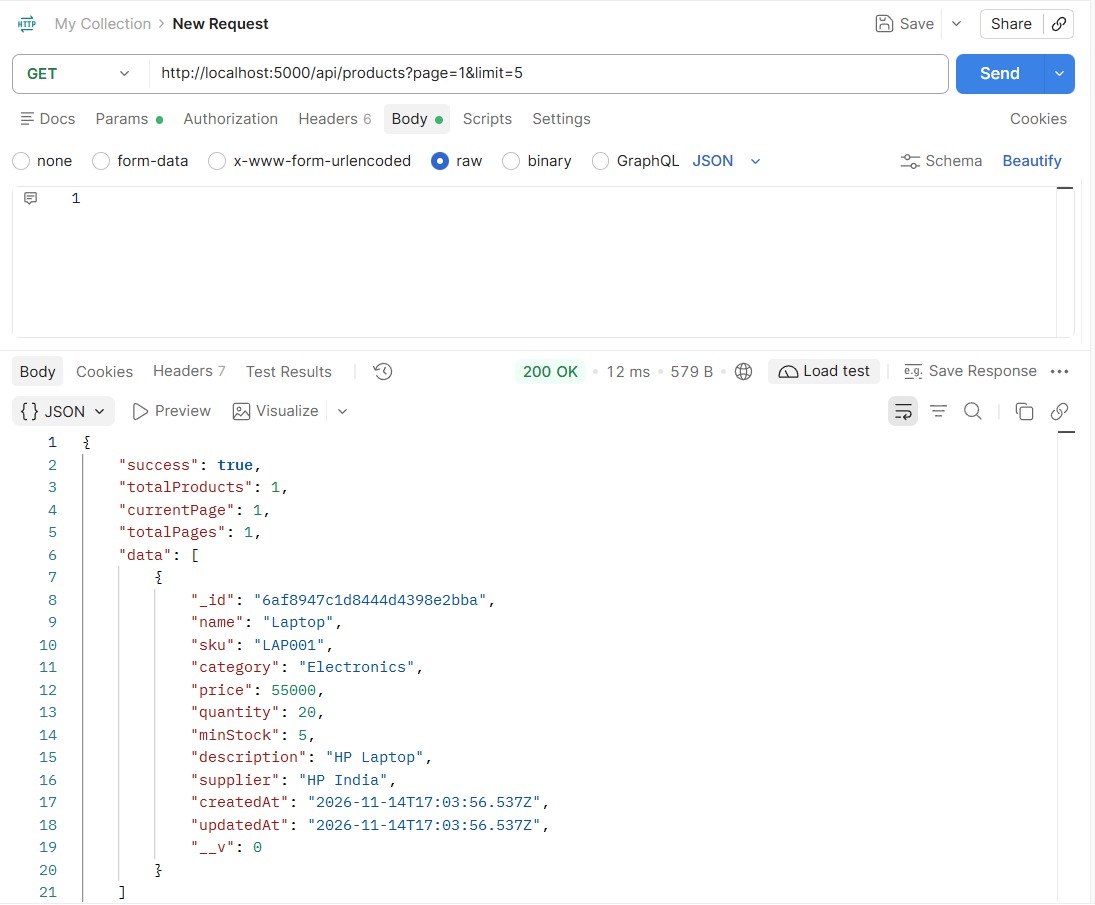 HTTP My Collection > New Request Save Share
GET http://localhost:5000/api/products?page=1&limit=5 Send
Docs Params Authorization Headers 6 Body Scripts Settings Cookies
none form-data x-www-form-urlencoded raw binary GraphQL JSON Schema Beautify
1
Body Cookies Headers 7 Test Results 200 OK • 12 ms • 579 B • Load test e.g. Save Response
{} JSON Preview Visualize
1 {
2 "success": true,
3 "totalProducts": 1,
4 "currentPage": 1,
5 "totalPages": 1,
6 "data": [
7 {
8 "_id": "6af8947c1d8444d4398e2bba",
9 "name": "Laptop",
10 "sku": "LAP001",
11 "category": "Electronics",
12 "price": 55000,
13 "quantity": 20,
14 "minStock": 5,
15 "description": "HP Laptop",
16 "supplier": "HP India",
17 "createdAt": "2026-11-14T17:03:56.537Z",
18 "updatedAt": "2026-11-14T17:03:56.537Z",
19 "__v": 0
20 }
21 ]